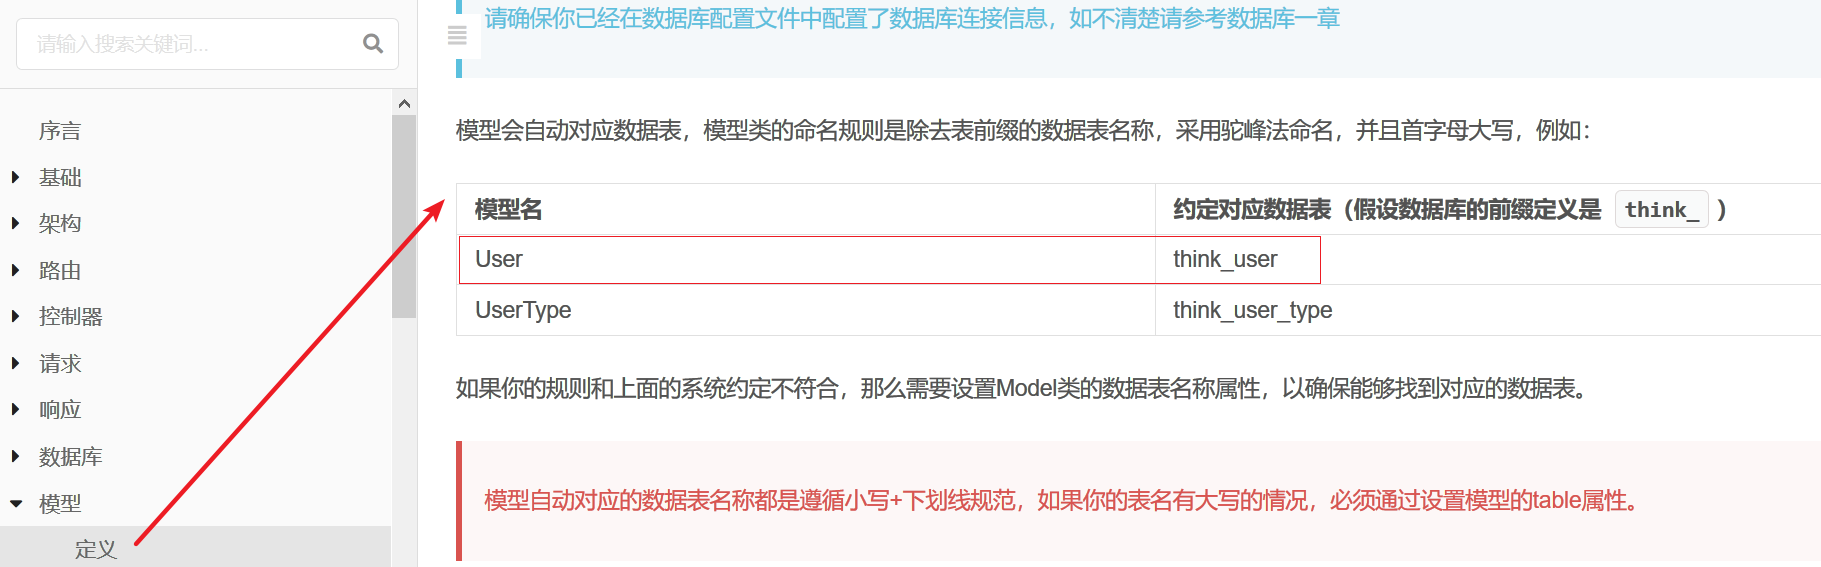 请输入搜索关键词...
序言
基础
架构
路由
控制器
请求
响应
数据库
模型
定义
请确保你已经在数据库配置文件中配置了数据库连接信息，如不清楚请参考数据库一章
模型会自动对应数据表，模型类的命名规则是除去表前缀的数据表名称，采用驼峰法命名，并且首字母大写，例如：
模型名 约定对应数据表（假设数据库的前缀定义是 think_ ）
User think_user
UserType think_user_type
如果你的规则和上面的系统约定不符合，那么需要设置Model类的数据表名称属性，以确保能够找到对应的数据表。
模型自动对应的数据表名称都是遵循小写+下划线规范，如果你的表名有大写的情况，必须通过设置模型的table属性。